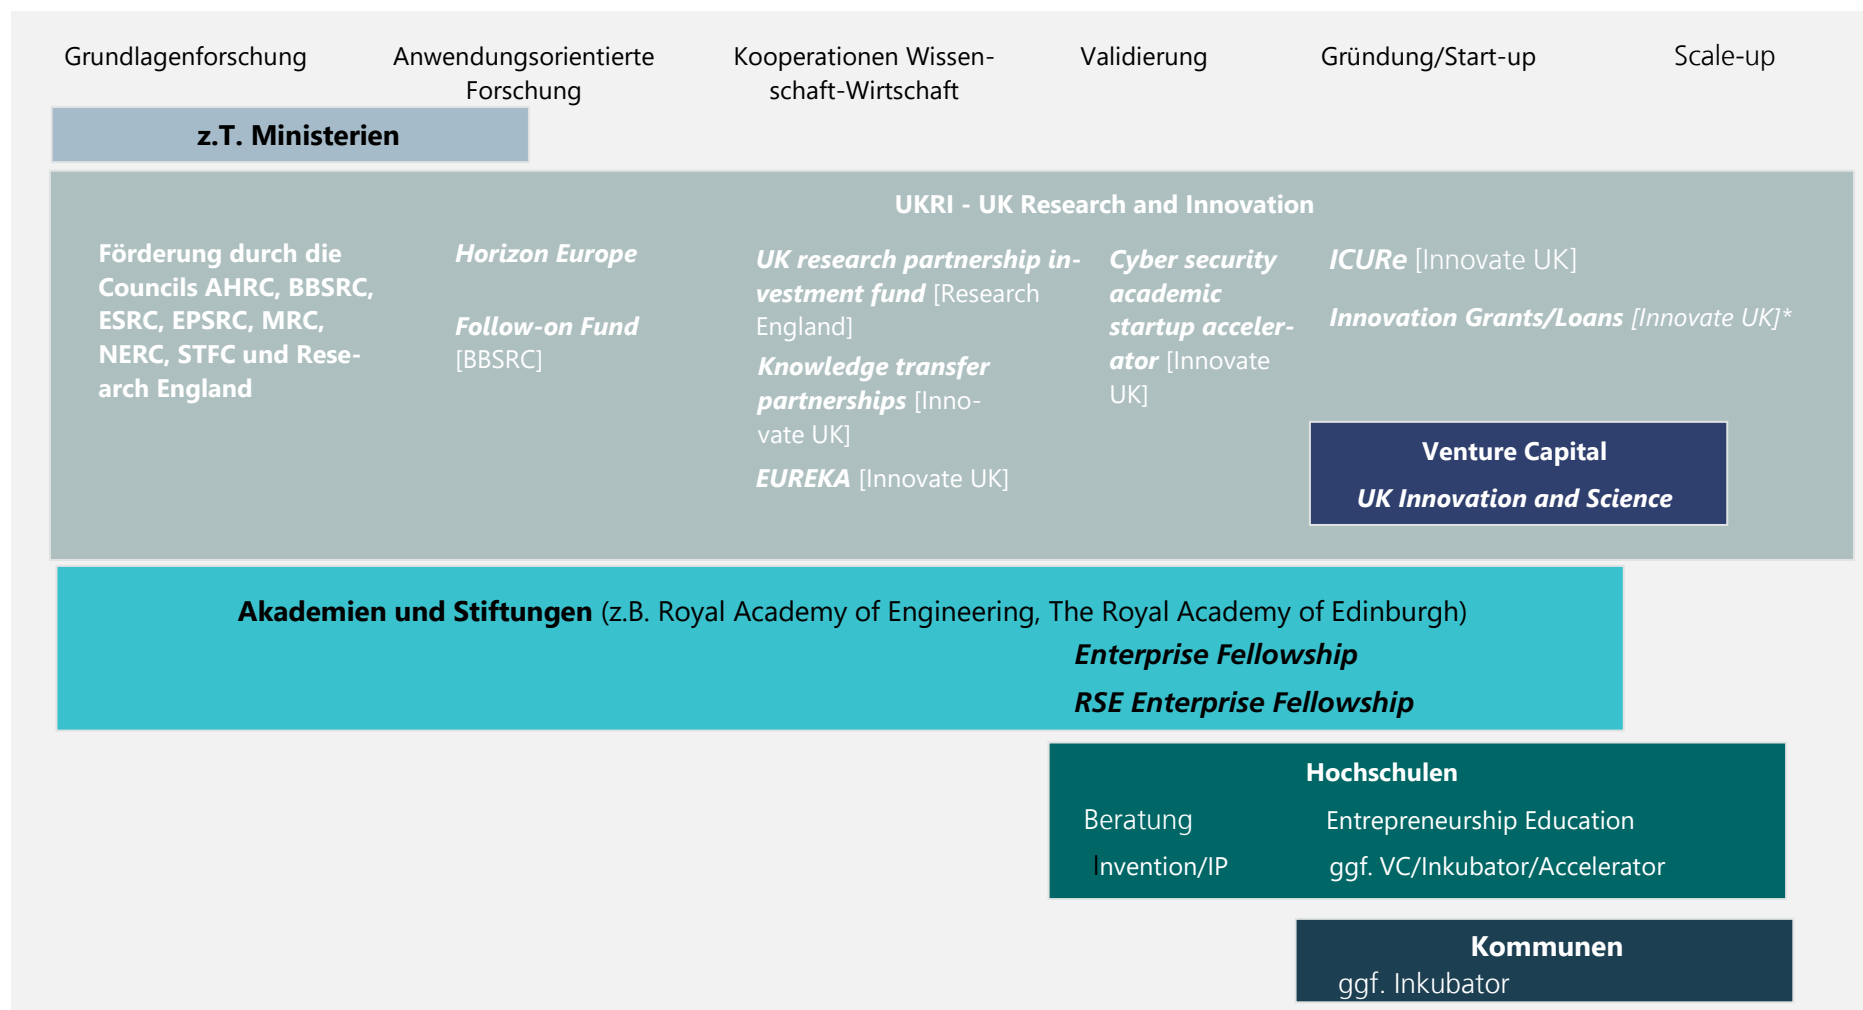 Grundlagenforschung
Anwendungsorientierte
Forschung
Kooperationen Wissen-
schaft-Wirtschaft
Validierung
Gründung/Start-up
Scale-up
z.T. Ministerien
UKRI - UK Research and Innovation
Förderung durch die
Councils AHRC, BBSRC,
ESRC, EPSRC, MRC,
NERC, STFC und Rese-
arch England
Horizon Europe
Follow-on Fund
[BBSRC]
UK research partnership in-
vestment fund [Research
England]
Knowledge transfer
partnerships [Inno-
vate UK]
EUREKA [Innovate UK]
Cyber security
academic
startup acceler-
ator [Innovate
UK]
ICURe [Innovate UK]
Innovation Grants/Loans [Innovate UK]*
Venture Capital
UK Innovation and Science
Akademien und Stiftungen (z.B. Royal Academy of Engineering, The Royal Academy of Edinburgh)
Enterprise Fellowship
RSE Enterprise Fellowship
Hochschulen
Beratung
Entrepreneurship Education
Invention/IP
ggf. VC/Inkubator/Accelerator
Kommunen
ggf. Inkubator